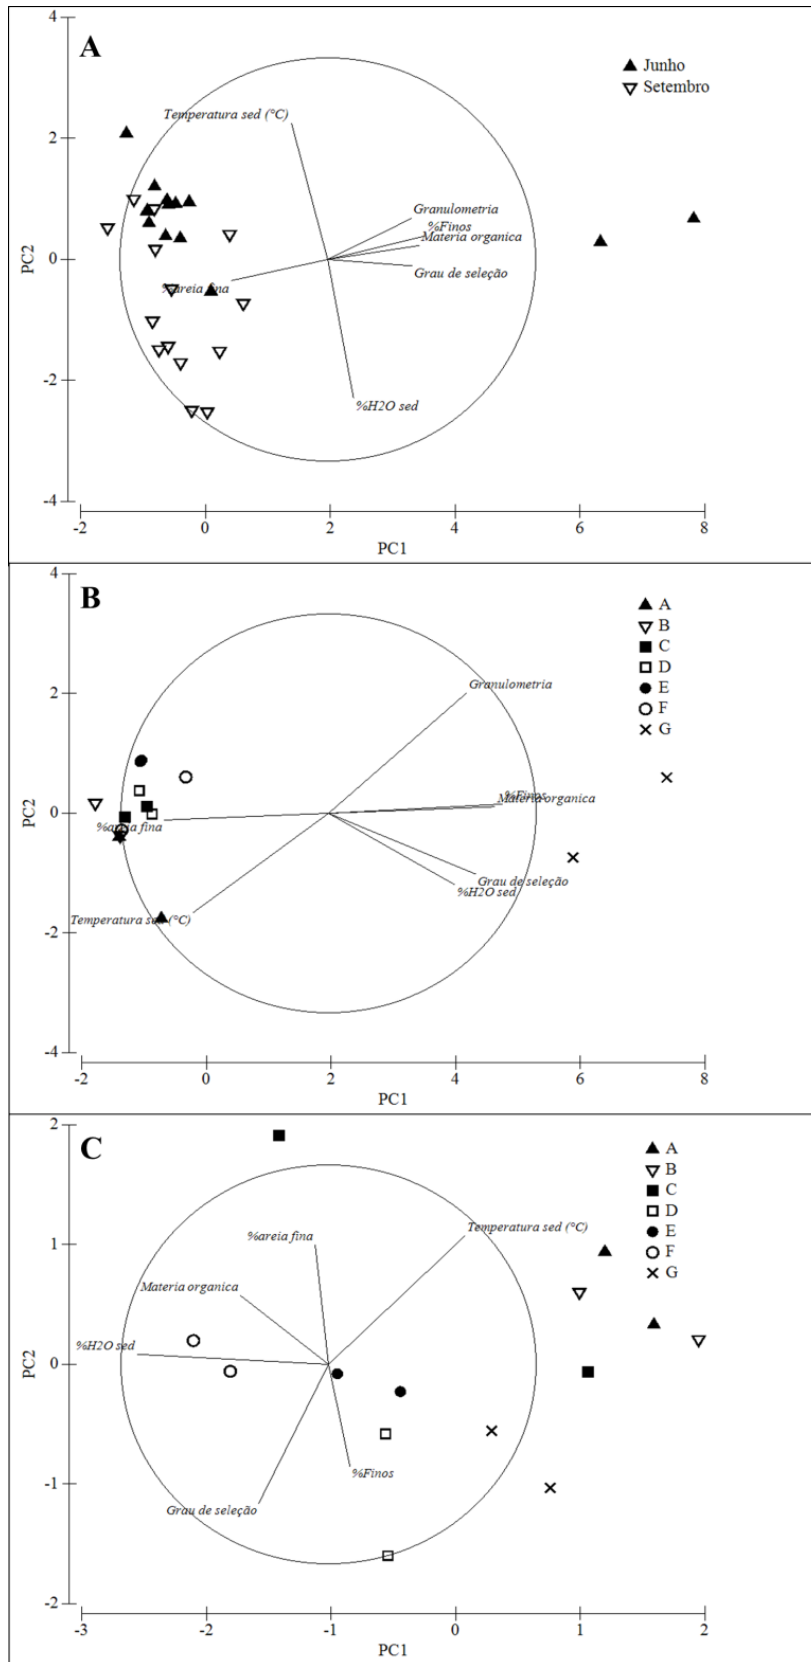 A
4
2
0
-2
-4
PC2
Junho
Setembro
Temperatura sed (°C)
Granulometria
%Finos
Materia organica
Grau de seleção
%areia fina
%H2O sed
-2
0
2
4
6
8
PC1
B
4
2
0
-2
-4
PC2
A
B
C
D
E
F
G
Granulometria
%Finos
Materia organica
%areia fina
Grau de seleção
%H2O sed
Temperatura sed (°C)
-2
0
2
4
6
8
PC1
C
2
1
0
-1
-2
PC2
A
B
C
D
E
F
G
%areia fina
Temperatura sed (°C)
Materia organica
%H2O sed
%Finos
Grau de seleção
-3
-2
-1
0
1
2
PC1